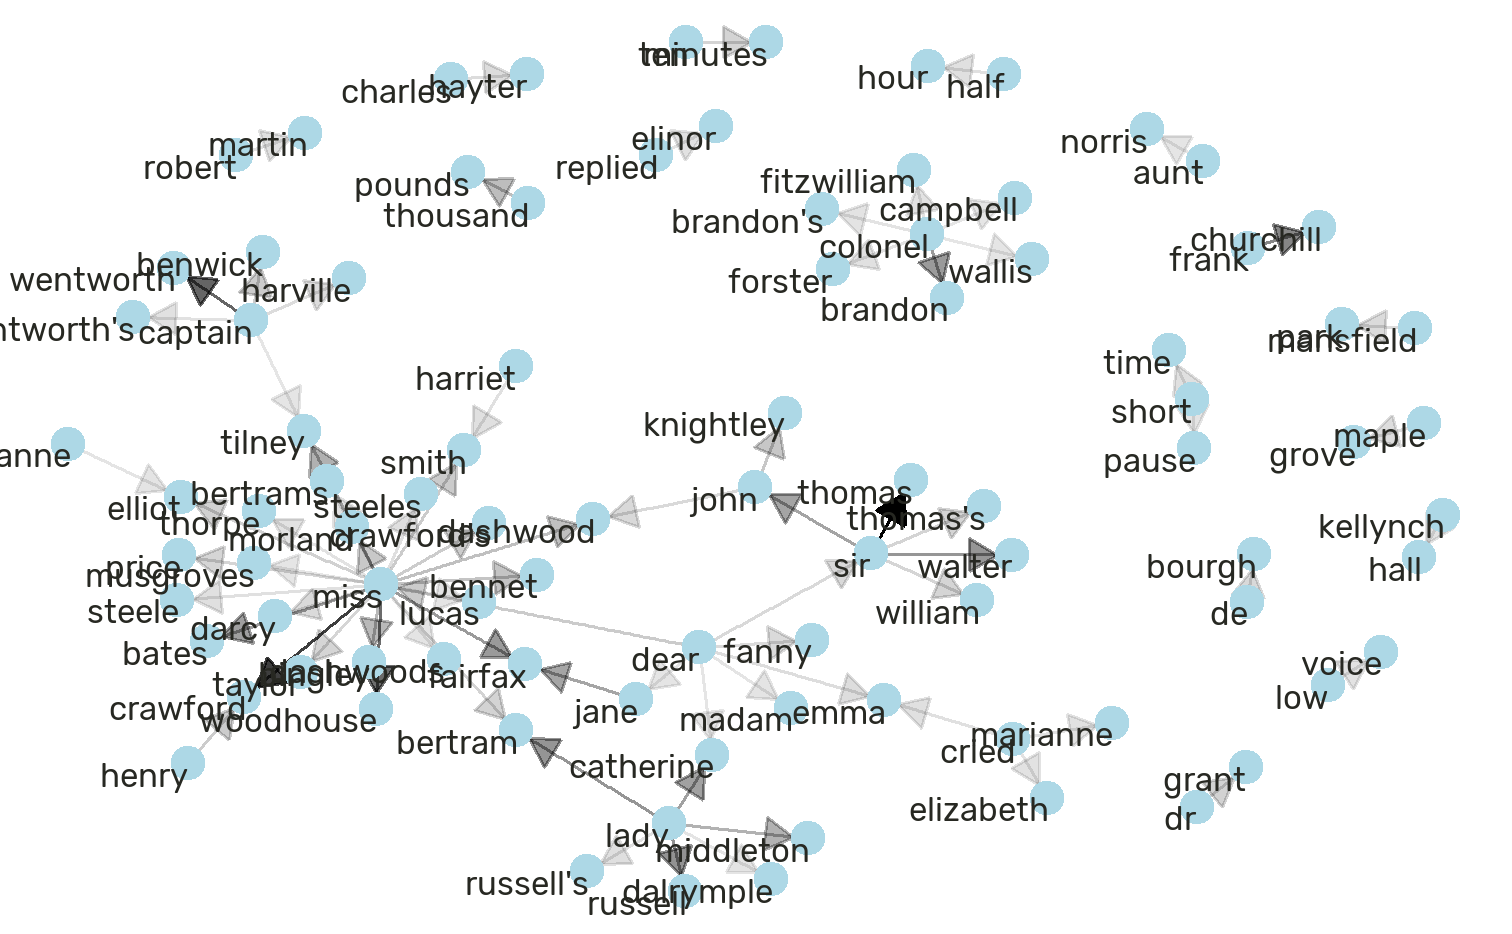 ten
minutes
charles
hayter
hour
half
robert
martin
replied
elinor
norris
aunt
pounds
thousand
fitzwilliam
brandon's
campbell
colonel
wallis
forster
brandon
churchill
frank
wentworth
benwick
harville
ntworth's
captain
park
mansfield
time
short
pause
harriet
knightley
maple
grove
anne
tilney
smith
john
thomas
thomas's
elliot
bertrams
steeles
thorpe
morland
crawford's
dashwood
kellynch
hall
price
musgroves
steele
miss
bennet
lucas
sir
walter
william
bourgh
de
darcy
bates
dear
fanny
voice
low
taylor
langley
dashwoods
fairfax
crawford
woodhouse
jane
madam
emma
bertram
marianne
cried
henry
catherine
elizabeth
grant
dr
lady
middleton
russell's
dalrymple
russell